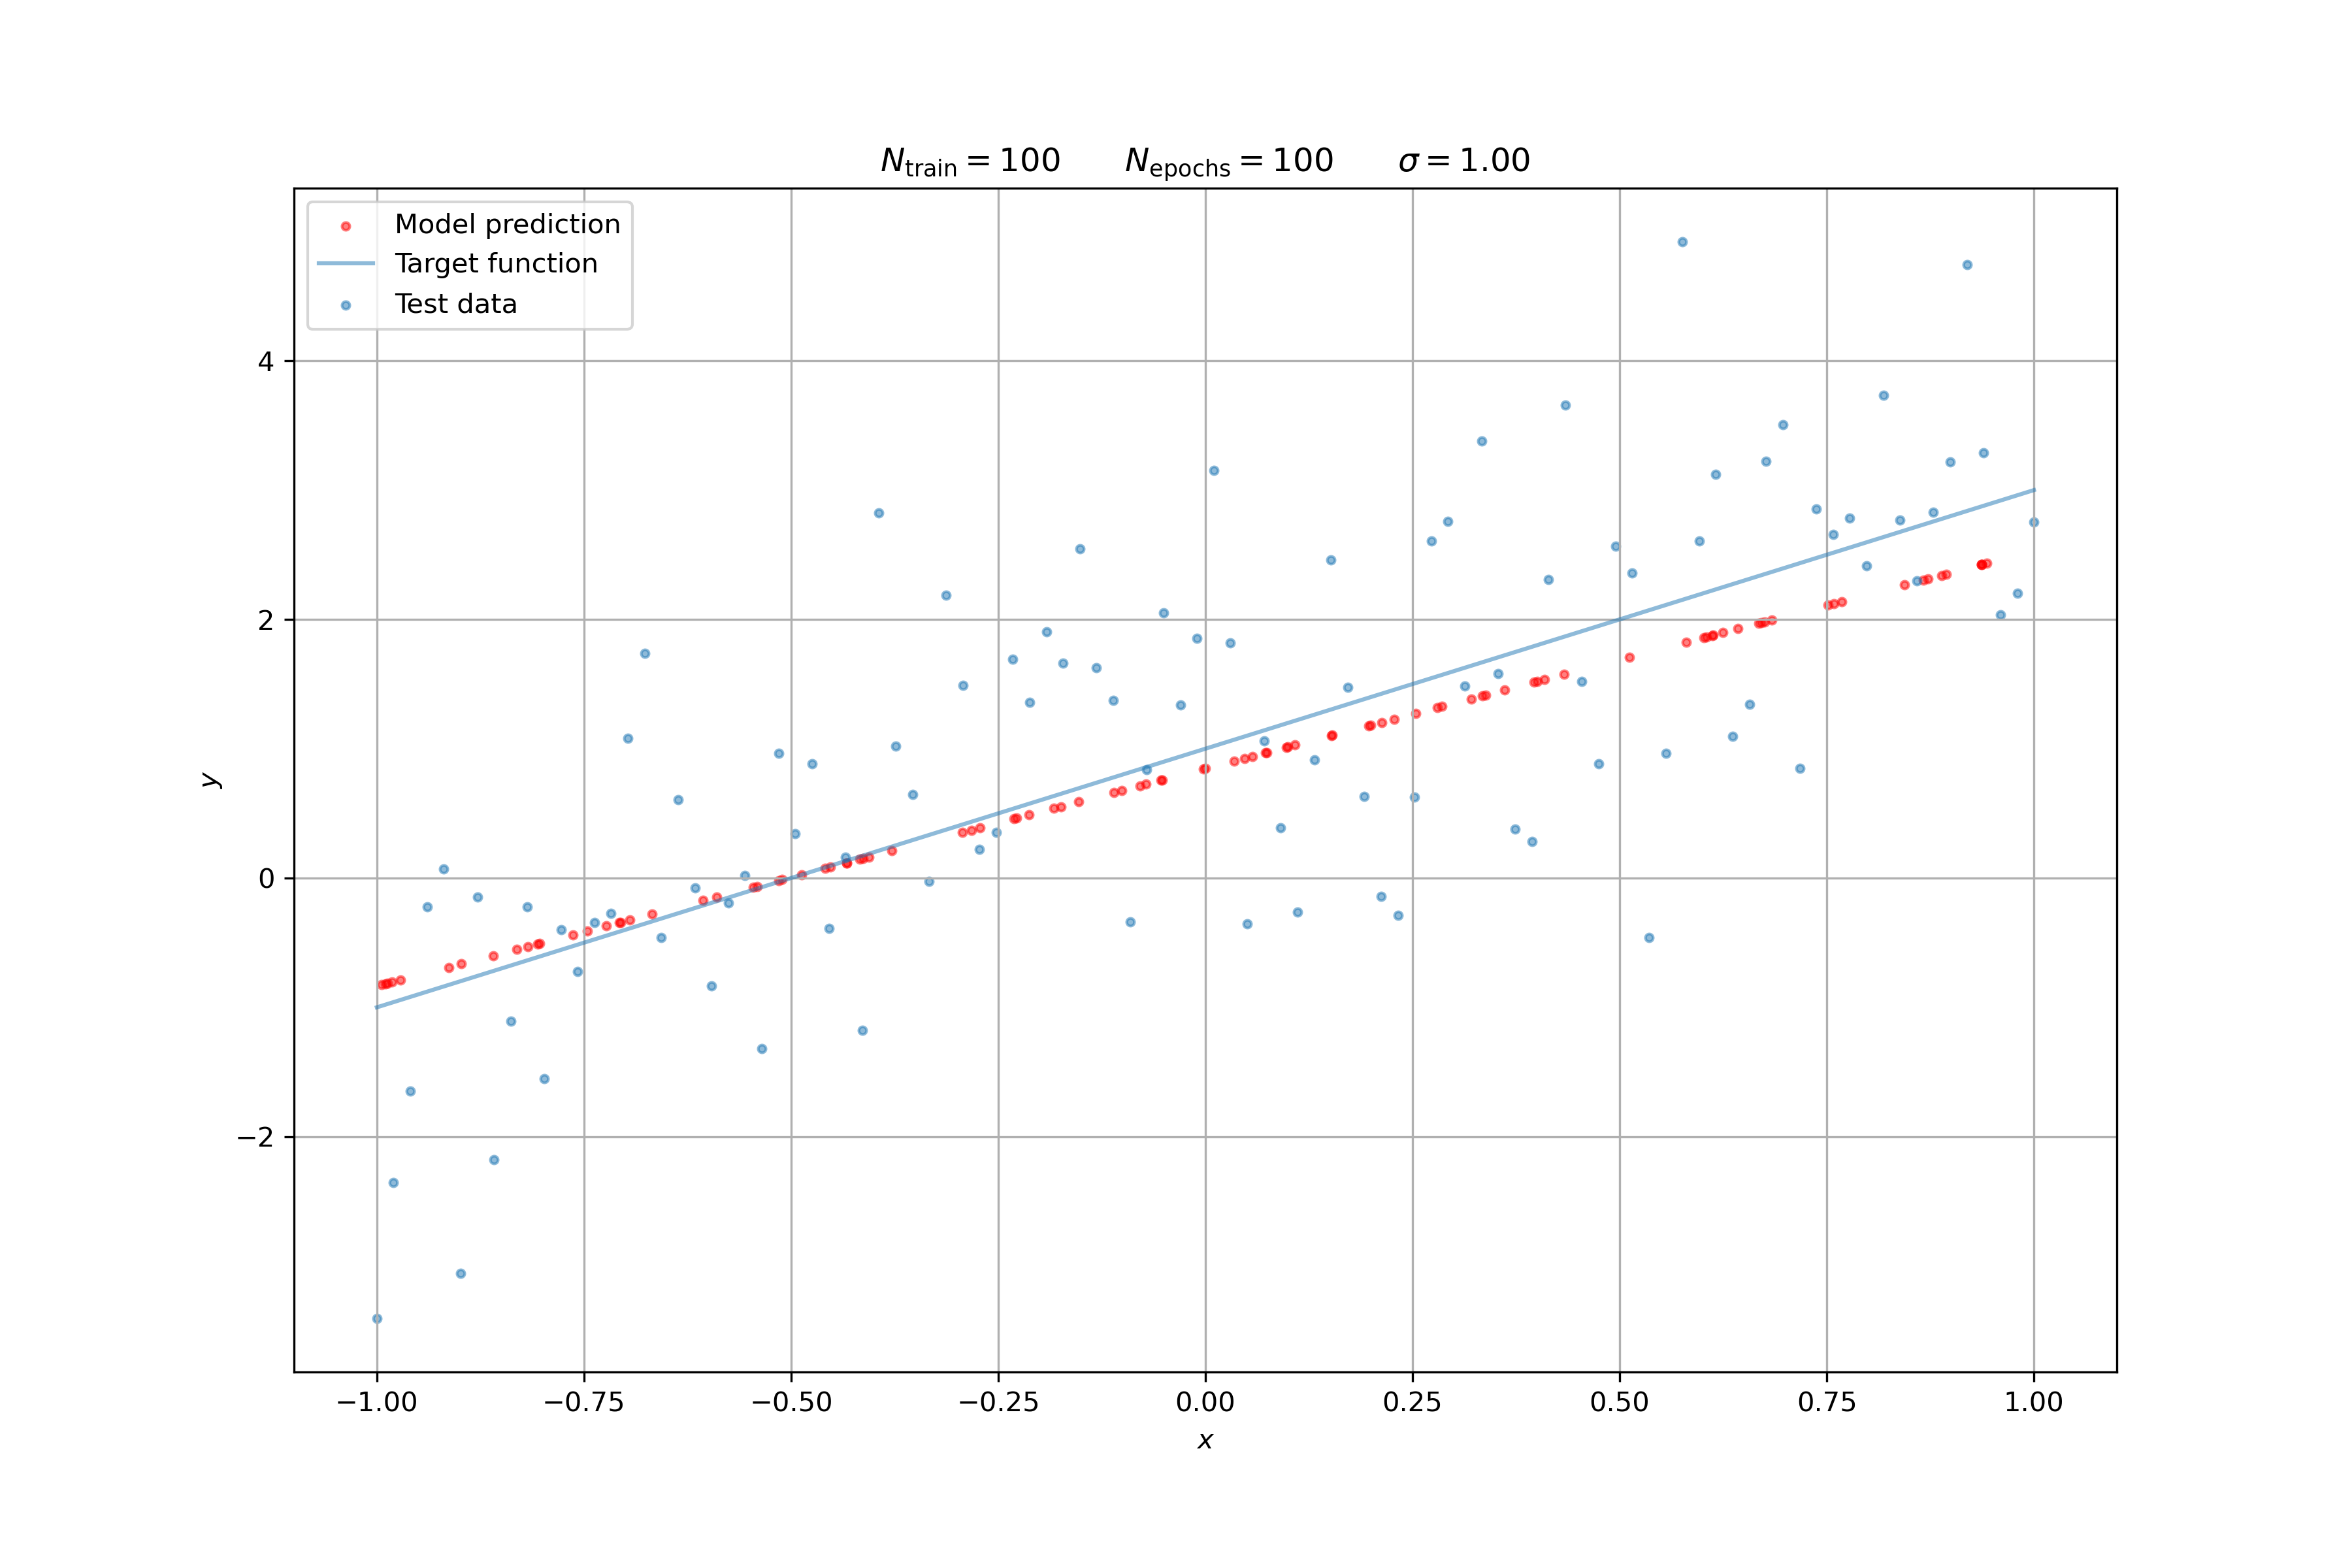 N_train = 100 N_epochs = 100 σ = 1.00
Model prediction
Target function
Test data
4
2
0
−2
y
−1.00 −0.75 −0.50 −0.25 0.00 0.25 0.50 0.75 1.00
x